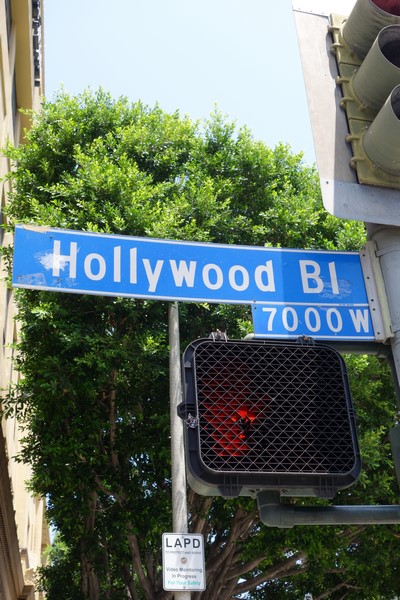 Hollywood Bl
7000 W
LAPD
Video Monitoring
In Progress
For Your Safety